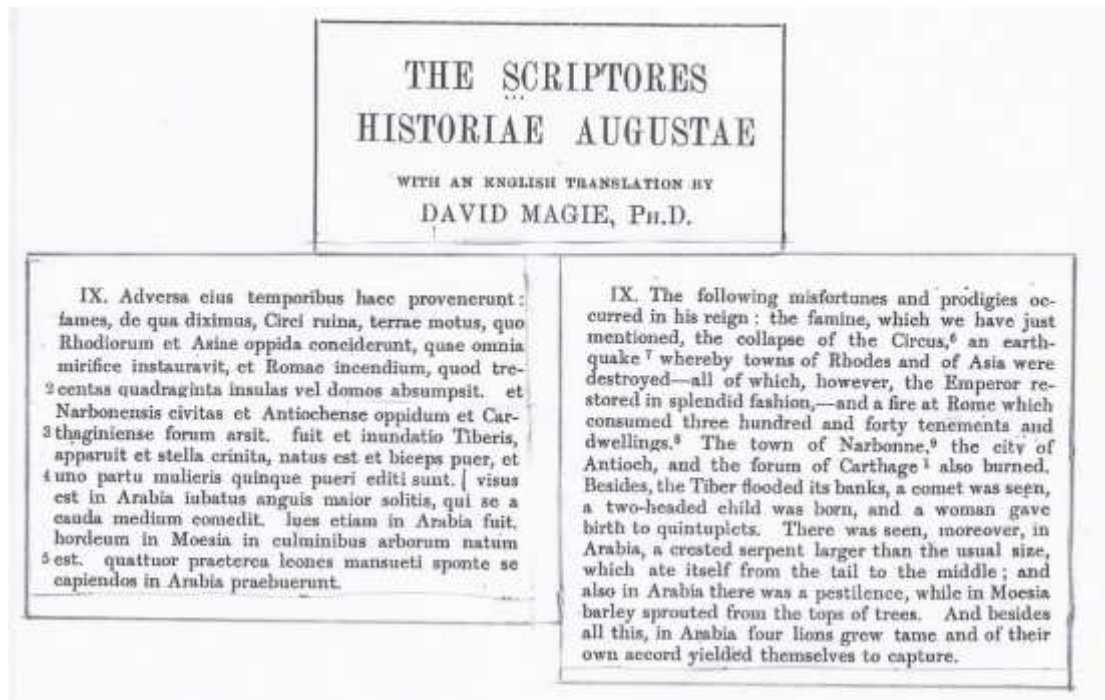 THE SCRIPTORES
HISTORIAE AUGUSTAE
WITH AN ENGLISH TRANSLATION BY
DAVID MAGIE, PH.D.
IX. Adversa eius temporibus haec provenerunt:
fames, de qua diximus, Circi ruina, terrae motus, quo
Rhodiorum et Asiae oppida conciderunt, quae omnia
mirifice instauravit, et Romae incendium, quod tre-
2 centas quadraginta insulas vel domos absumpsit. et
Narbonensis civitas et Antiochense oppidum et Car-
3 thaginiense forum arsit. fuit et inundatio Tiberis,
apparuit et stella crinita, natus est et biceps puer, et
4 uno partu mulieris quinque pueri editi sunt. visus
est in Arabia iubatus anguis maior solitis, qui se a
cauda medium comedit. lues etiam in Arabia fuit.
hordeum in Moesia in culminibus arborum natum
5 est. quattuor praeterea leones mansueti sponte se
capiendos in Arabia praebuerunt.
IX. The following misfortunes and prodigies oc-
curred in his reign: the famine, which we have just
mentioned, the collapse of the Circus,6 an earth-
quake 7 whereby towns of Rhodes and of Asia were
destroyed—all of which, however, the Emperor re-
stored in splendid fashion,—and a fire at Rome which
consumed three hundred and forty tenements and
dwellings.8 The town of Narbonne,9 the city of
Antioch, and the forum of Carthage 1 also burned.
Besides, the Tiber flooded its banks, a comet was seen,
a two-headed child was born, and a woman gave
birth to quintuplets. There was seen, moreover, in
Arabia, a crested serpent larger than the usual size,
which ate itself from the tail to the middle; and
also in Arabia there was a pestilence, while in Moesia
barley sprouted from the tops of trees. And besides
all this, in Arabia four lions grew tame and of their
own accord yielded themselves to capture.